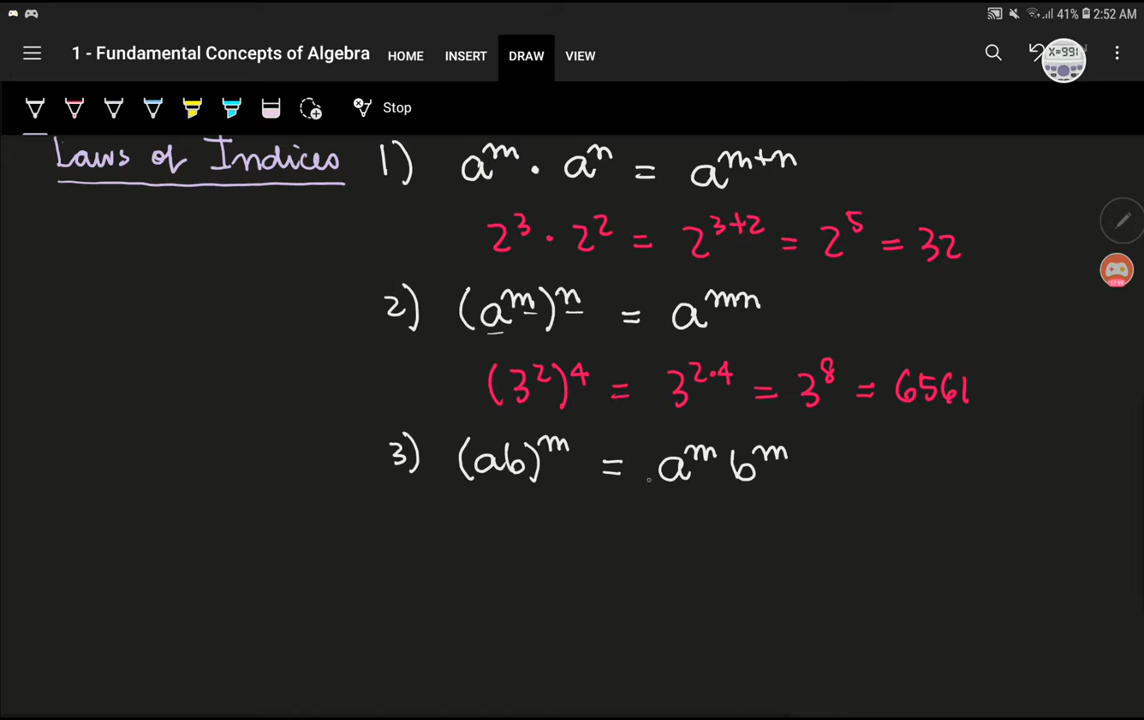 41% 2:52 AM
1 - Fundamental Concepts of Algebra HOME INSERT DRAW VIEW X=991
Stop
Laws of Indices 1) a^m · a^n = a^{m+n}
2^3 · 2^2 = 2^{3+2} = 2^5 = 32
2) (a^m)^n = a^{mn}
(3^2)^4 = 3^{2·4} = 3^8 = 6561
3) (ab)^m = a^m b^m